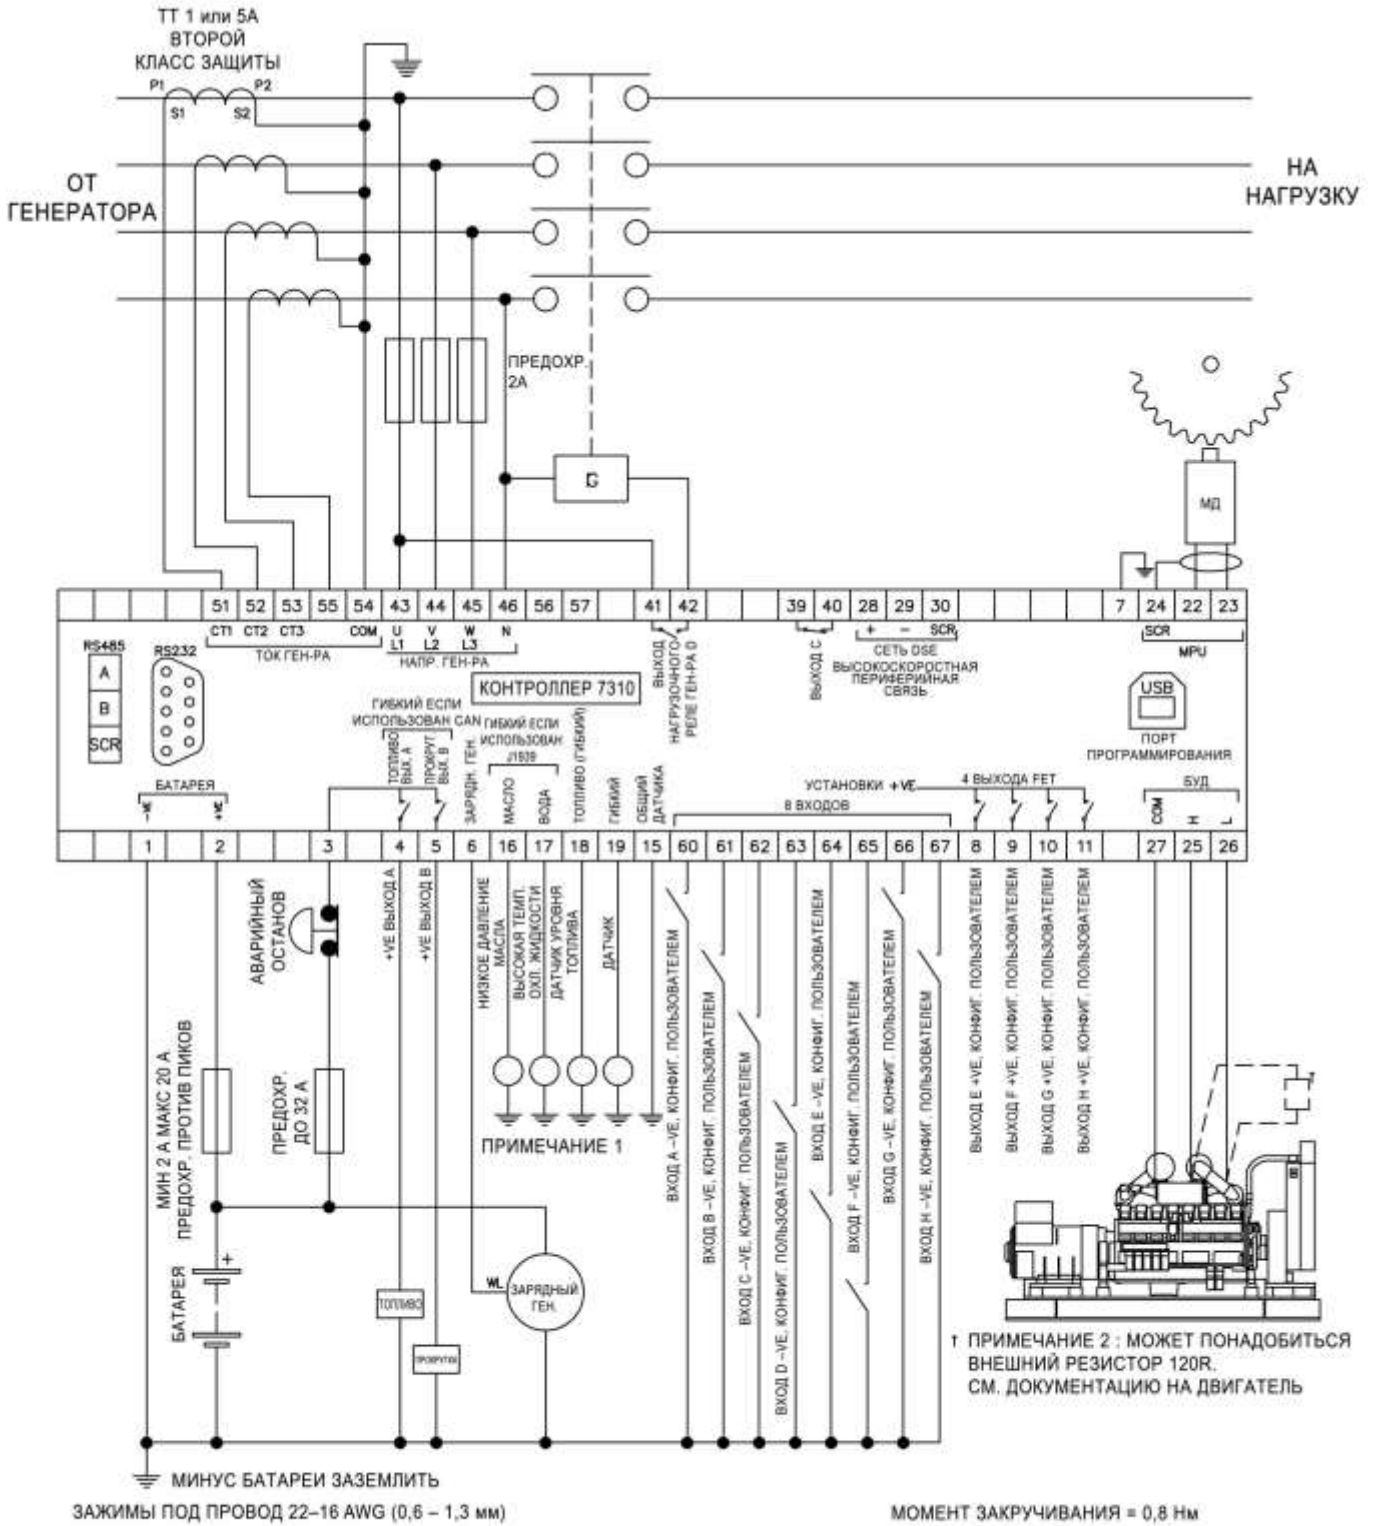 ТТ 1 или 5А
ВТОРОЙ
КЛАСС ЗАЩИТЫ
P1
P2
S1
S2
ОТ
ГЕНЕРАТОРА
НА
НАГРУЗКУ
ПРЕДОХР.
2А
МД
51
52
53
55
54
43
44
45
46
56
57
41
42
39
40
28
29
30
7
24
22
23
CT1
CT2
CT3
COM
U
V
W
N
L1
L2
L3
ТОК ГЕН-РА
НАПР. ГЕН-РА
ВЫХОД
НАГРУЗОЧНОГО
РЕЛЕ ГЕН-РА D
ВЫХОД C
+
−
SCR
СЕТЬ DSE
ВЫСОКОСКОРОСТНАЯ
ПЕРИФЕРИЙНАЯ
СВЯЗЬ
SCR
MPU
RS485
A
B
SCR
RS232
КОНТРОЛЛЕР 7310
USB
ПОРТ
ПРОГРАММИРОВАНИЯ
ГИБКИЙ ЕСЛИ
ИСПОЛЬЗОВАН CAN
ГИБКИЙ ЕСЛИ
ИСПОЛЬЗОВАН
J1939
БАТАРЕЯ
-VE
+VE
ТОПЛИВО
ВЫХ. A
ПРОКРУТ
ВЫХ. B
ЗАРЯДН. ГЕН.
МАСЛО
ВОДА
ТОПЛИВО (ГИБКИЙ)
ГИБКИЙ
ОБЩИЙ
ДАТЧИКА
8 ВХОДОВ
УСТАНОВКИ +VE
4 ВЫХОДА FET
БУД
COM
H
L
1
2
3
4
5
6
16
17
18
19
15
60
61
62
63
64
65
66
67
8
9
10
11
27
25
26
АВАРИЙНЫЙ
ОСТАНОВ
+VE ВЫХОД A
+VE ВЫХОД B
НИЗКОЕ ДАВЛЕНИЕ
МАСЛА
ВЫСОКАЯ ТЕМП.
ОХЛ. ЖИДКОСТИ
ДАТЧИК УРОВНЯ
ТОПЛИВА
ДАТЧИК
ПРИМЕЧАНИЕ 1
МИН 2 А МАКС 20 А
ПРЕДОХР. ПРОТИВ ПИКОВ
ПРЕДОХР.
ДО 32 А
БАТАРЕЯ
+
ТОПЛИВО
ПРОКРУТКИ
WL
ЗАРЯДНЫЙ
ГЕН.
ВХОД A −VE, КОНФИГ. ПОЛЬЗОВАТЕЛЕМ
ВХОД B −VE, КОНФИГ. ПОЛЬЗОВАТЕЛЕМ
ВХОД C −VE, КОНФИГ. ПОЛЬЗОВАТЕЛЕМ
ВХОД D −VE, КОНФИГ. ПОЛЬЗОВАТЕЛЕМ
ВХОД E −VE, КОНФИГ. ПОЛЬЗОВАТЕЛЕМ
ВХОД F −VE, КОНФИГ. ПОЛЬЗОВАТЕЛЕМ
ВХОД G −VE, КОНФИГ. ПОЛЬЗОВАТЕЛЕМ
ВХОД H −VE, КОНФИГ. ПОЛЬЗОВАТЕЛЕМ
ВЫХОД E +VE, КОНФИГ. ПОЛЬЗОВАТЕЛЕМ
ВЫХОД F +VE, КОНФИГ. ПОЛЬЗОВАТЕЛЕМ
ВЫХОД G +VE, КОНФИГ. ПОЛЬЗОВАТЕЛЕМ
ВЫХОД H +VE, КОНФИГ. ПОЛЬЗОВАТЕЛЕМ
† ПРИМЕЧАНИЕ 2 : МОЖЕТ ПОНАДОБИТЬСЯ
ВНЕШНИЙ РЕЗИСТОР 120R.
СМ. ДОКУМЕНТАЦИЮ НА ДВИГАТЕЛЬ
МИНУС БАТАРЕИ ЗАЗЕМЛИТЬ
ЗАЖИМЫ ПОД ПРОВОД 22–16 AWG (0,6 – 1,3 мм)
МОМЕНТ ЗАКРУЧИВАНИЯ = 0,8 Нм